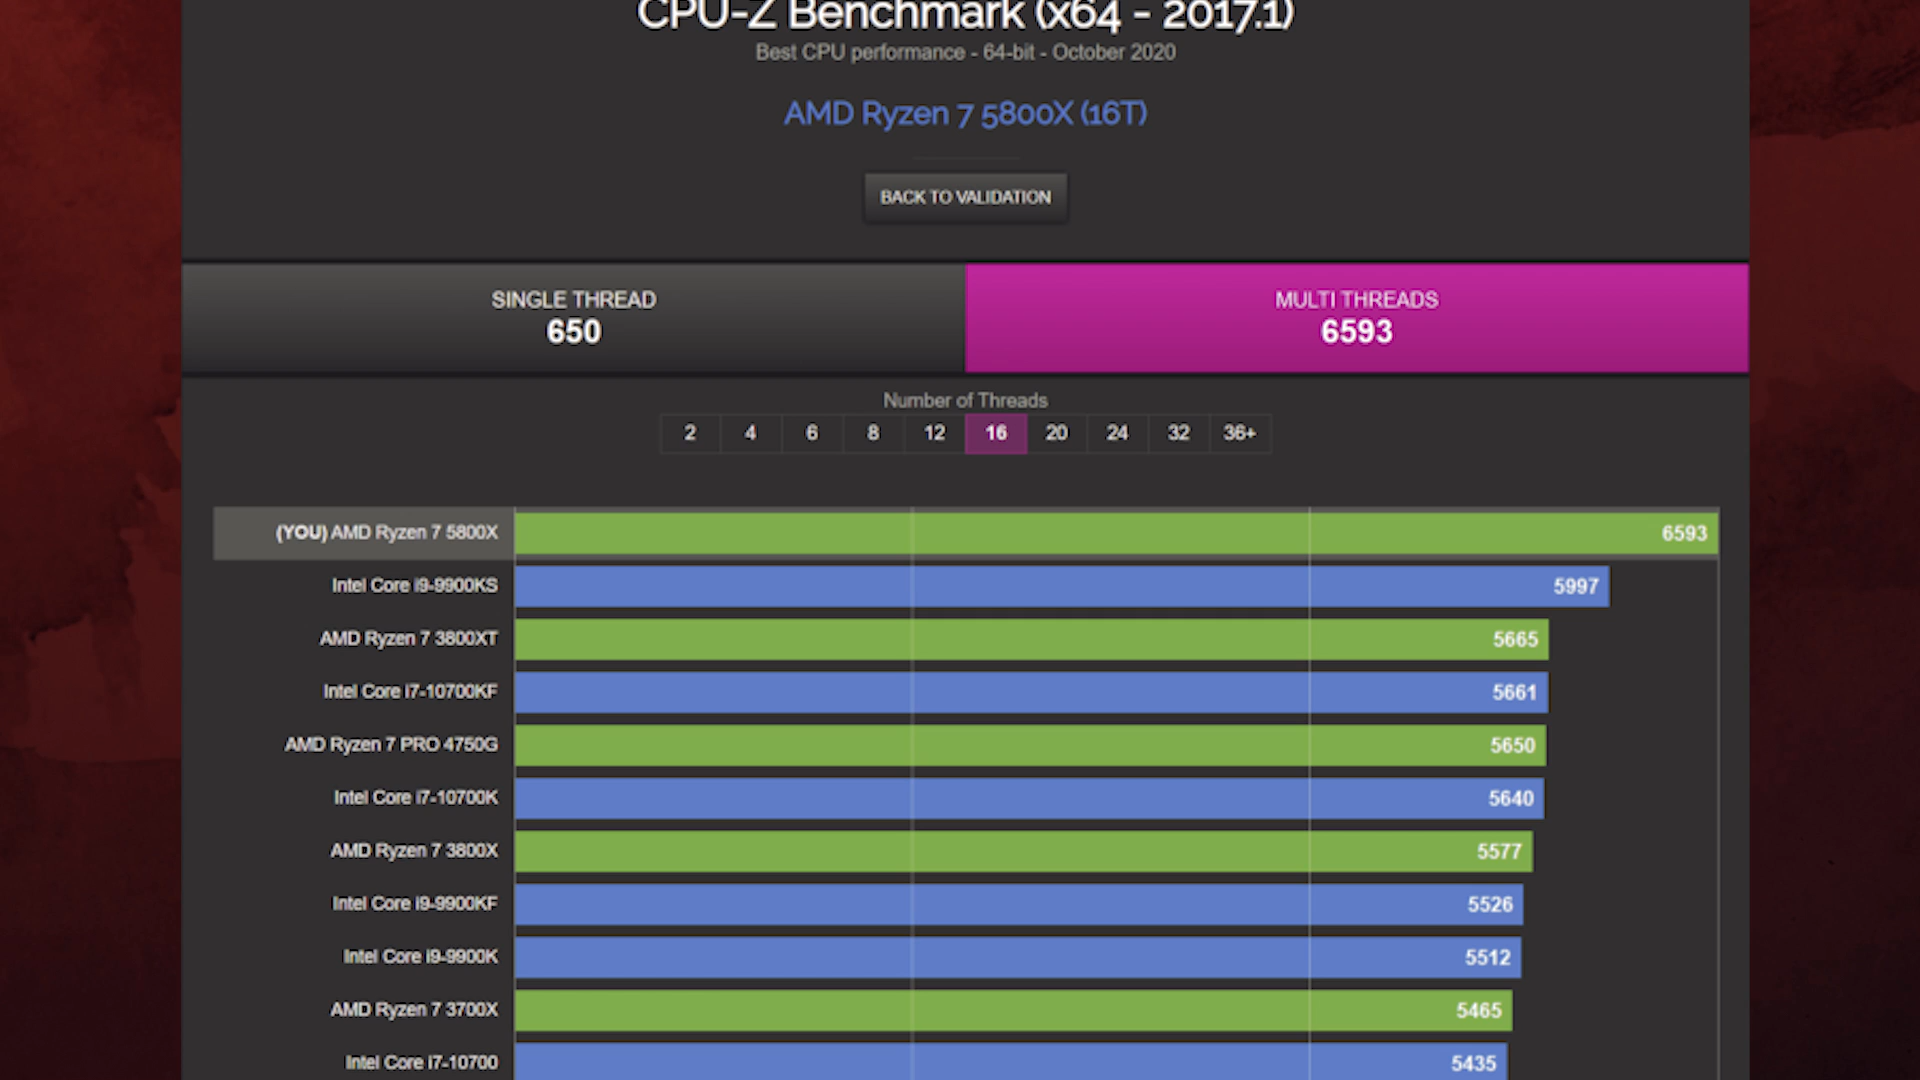 CPU-Z Benchmark (x64 - 2017.1)
Best CPU performance - 64-bit - October 2020
AMD Ryzen 7 5800X (16T)
BACK TO VALIDATION
SINGLE THREAD
650
MULTI THREADS
6593
Number of Threads
2 4 6 8 12 16 20 24 32 36+
(YOU) AMD Ryzen 7 5800X 6593
Intel Core i9-9900KS 5997
AMD Ryzen 7 3800XT 5665
Intel Core i7-10700KF 5661
AMD Ryzen 7 PRO 4750G 5650
Intel Core i7-10700K 5640
AMD Ryzen 7 3800X 5577
Intel Core i9-9900KF 5526
Intel Core i9-9900K 5512
AMD Ryzen 7 3700X 5465
Intel Core i7-10700 5435